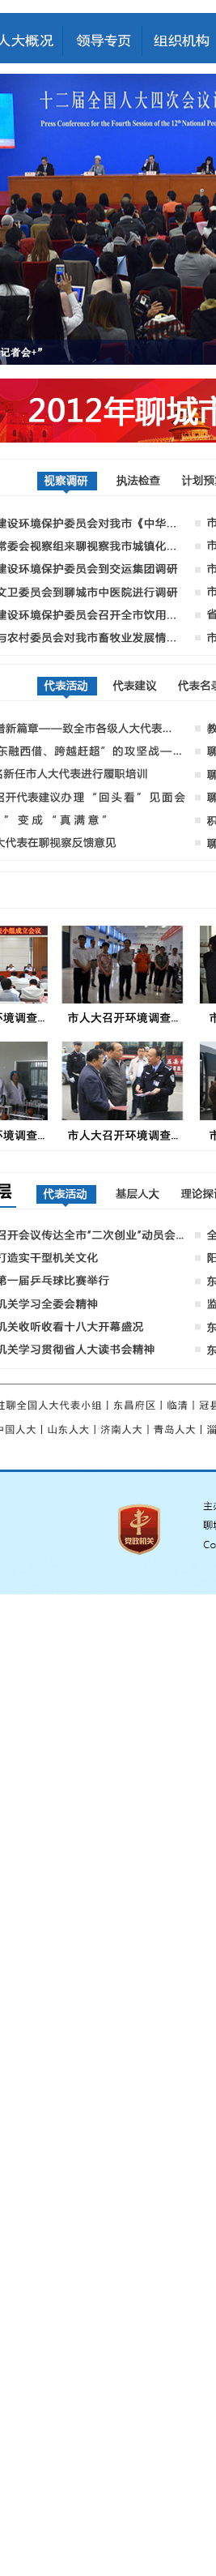 人大概况 领导专页 组织机构
十二届全国人大四次会议
Press Conference for the Fourth Session of the 12th National Peo
记者会+”
2012年聊城市
视察调研 执法检查 计划预
建设环境保护委员会对我市《中华...
常委会视察组来聊视察我市城镇化...
建设环境保护委员会到交运集团调研
文卫委员会到聊城市中医院进行调研
建设环境保护委员会召开全市饮用... 省
与农村委员会对我市畜牧业发展情...
代表活动 代表建议 代表名
谱新篇章——致全市各级人大代表... 教
东融西借、跨越赶超”的攻坚战—... 聊
名新任市人大代表进行履职培训 聊
召开代表建议办理“回头看”见面会 聊
”变成“真满意” 积
大代表在聊视察反馈意见 聊
小组成立会议
环境调查... 市人大召开环境调查... 市
环境调查... 市人大召开环境调查... 市
层 代表活动 基层人大 理论探
召开会议传达全市“二次创业”动员会... 全
打造实干型机关文化 阳
第一届乒乓球比赛举行 东
机关学习全委会精神 监
机关收听收看十八大开幕盛况 东
机关学习贯彻省人大读书会精神 东
驻聊全国人大代表小组 | 东昌府区 | 临清 | 冠县
中国人大 | 山东人大 | 济南人大 | 青岛人大 | 淄
党政机关
主
聊
Co